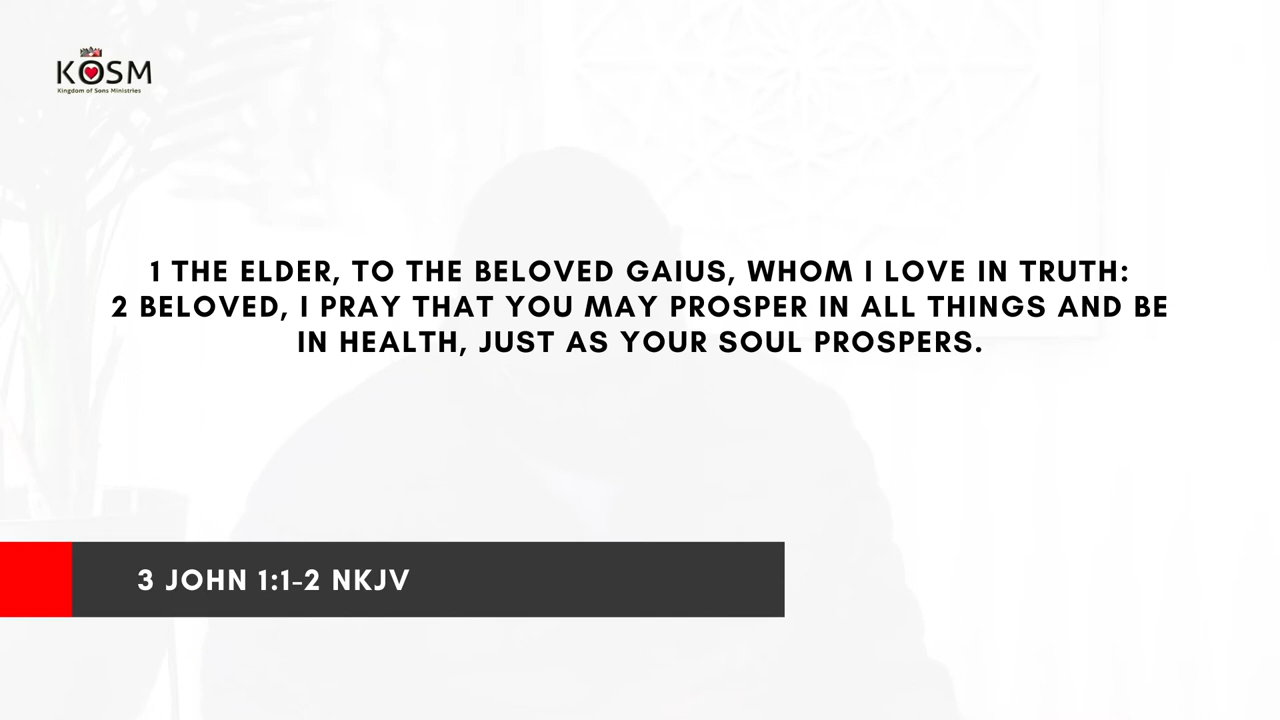 KOSM
Kingdom of Sons Ministries
1 THE ELDER, TO THE BELOVED GAIUS, WHOM I LOVE IN TRUTH:
2 BELOVED, I PRAY THAT YOU MAY PROSPER IN ALL THINGS AND BE
IN HEALTH, JUST AS YOUR SOUL PROSPERS.
3 JOHN 1:1-2 NKJV